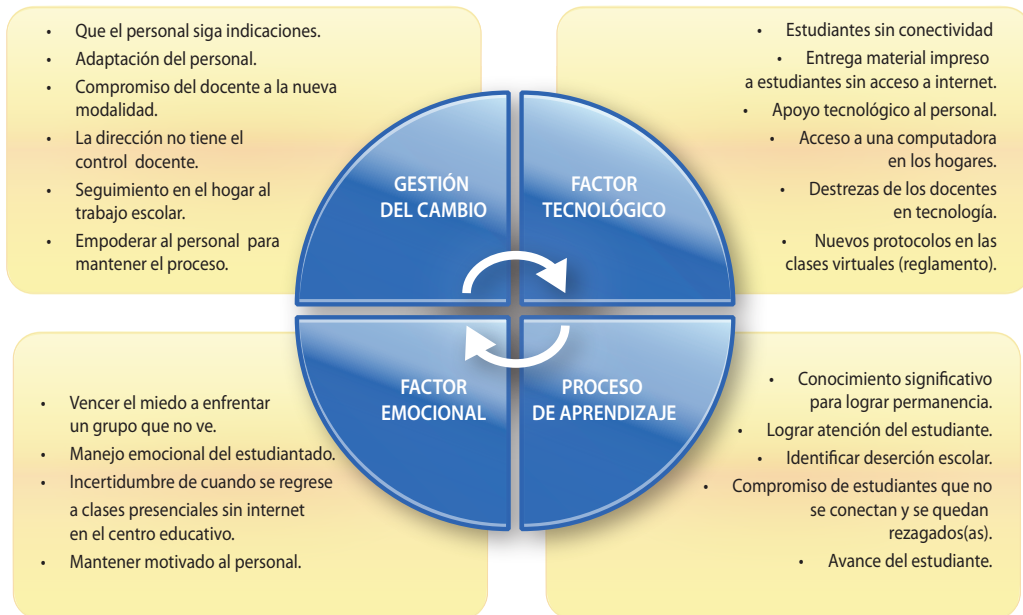 • Que el personal siga indicaciones.
• Adaptación del personal.
• Compromiso del docente a la nueva
modalidad.
• La dirección no tiene el
control docente.
• Seguimiento en el hogar al
trabajo escolar.
• Empoderar al personal para
mantener el proceso.
• Estudiantes sin conectividad
• Entrega material impreso
a estudiantes sin acceso a internet.
• Apoyo tecnológico al personal.
• Acceso a una computadora
en los hogares.
• Destrezas de los docentes
en tecnología.
• Nuevos protocolos en las
clases virtuales (reglamento).
GESTIÓN
DEL CAMBIO
FACTOR
TECNOLÓGICO
FACTOR
EMOCIONAL
PROCESO
DE APRENDIZAJE
• Vencer el miedo a enfrentar
un grupo que no ve.
• Manejo emocional del estudiantado.
• Incertidumbre de cuando se regrese
a clases presenciales sin internet
en el centro educativo.
• Mantener motivado al personal.
• Conocimiento significativo
para lograr permanencia.
• Lograr atención del estudiante.
• Identificar deserción escolar.
• Compromiso de estudiantes que no
se conectan y se quedan
rezagados(as).
• Avance del estudiante.